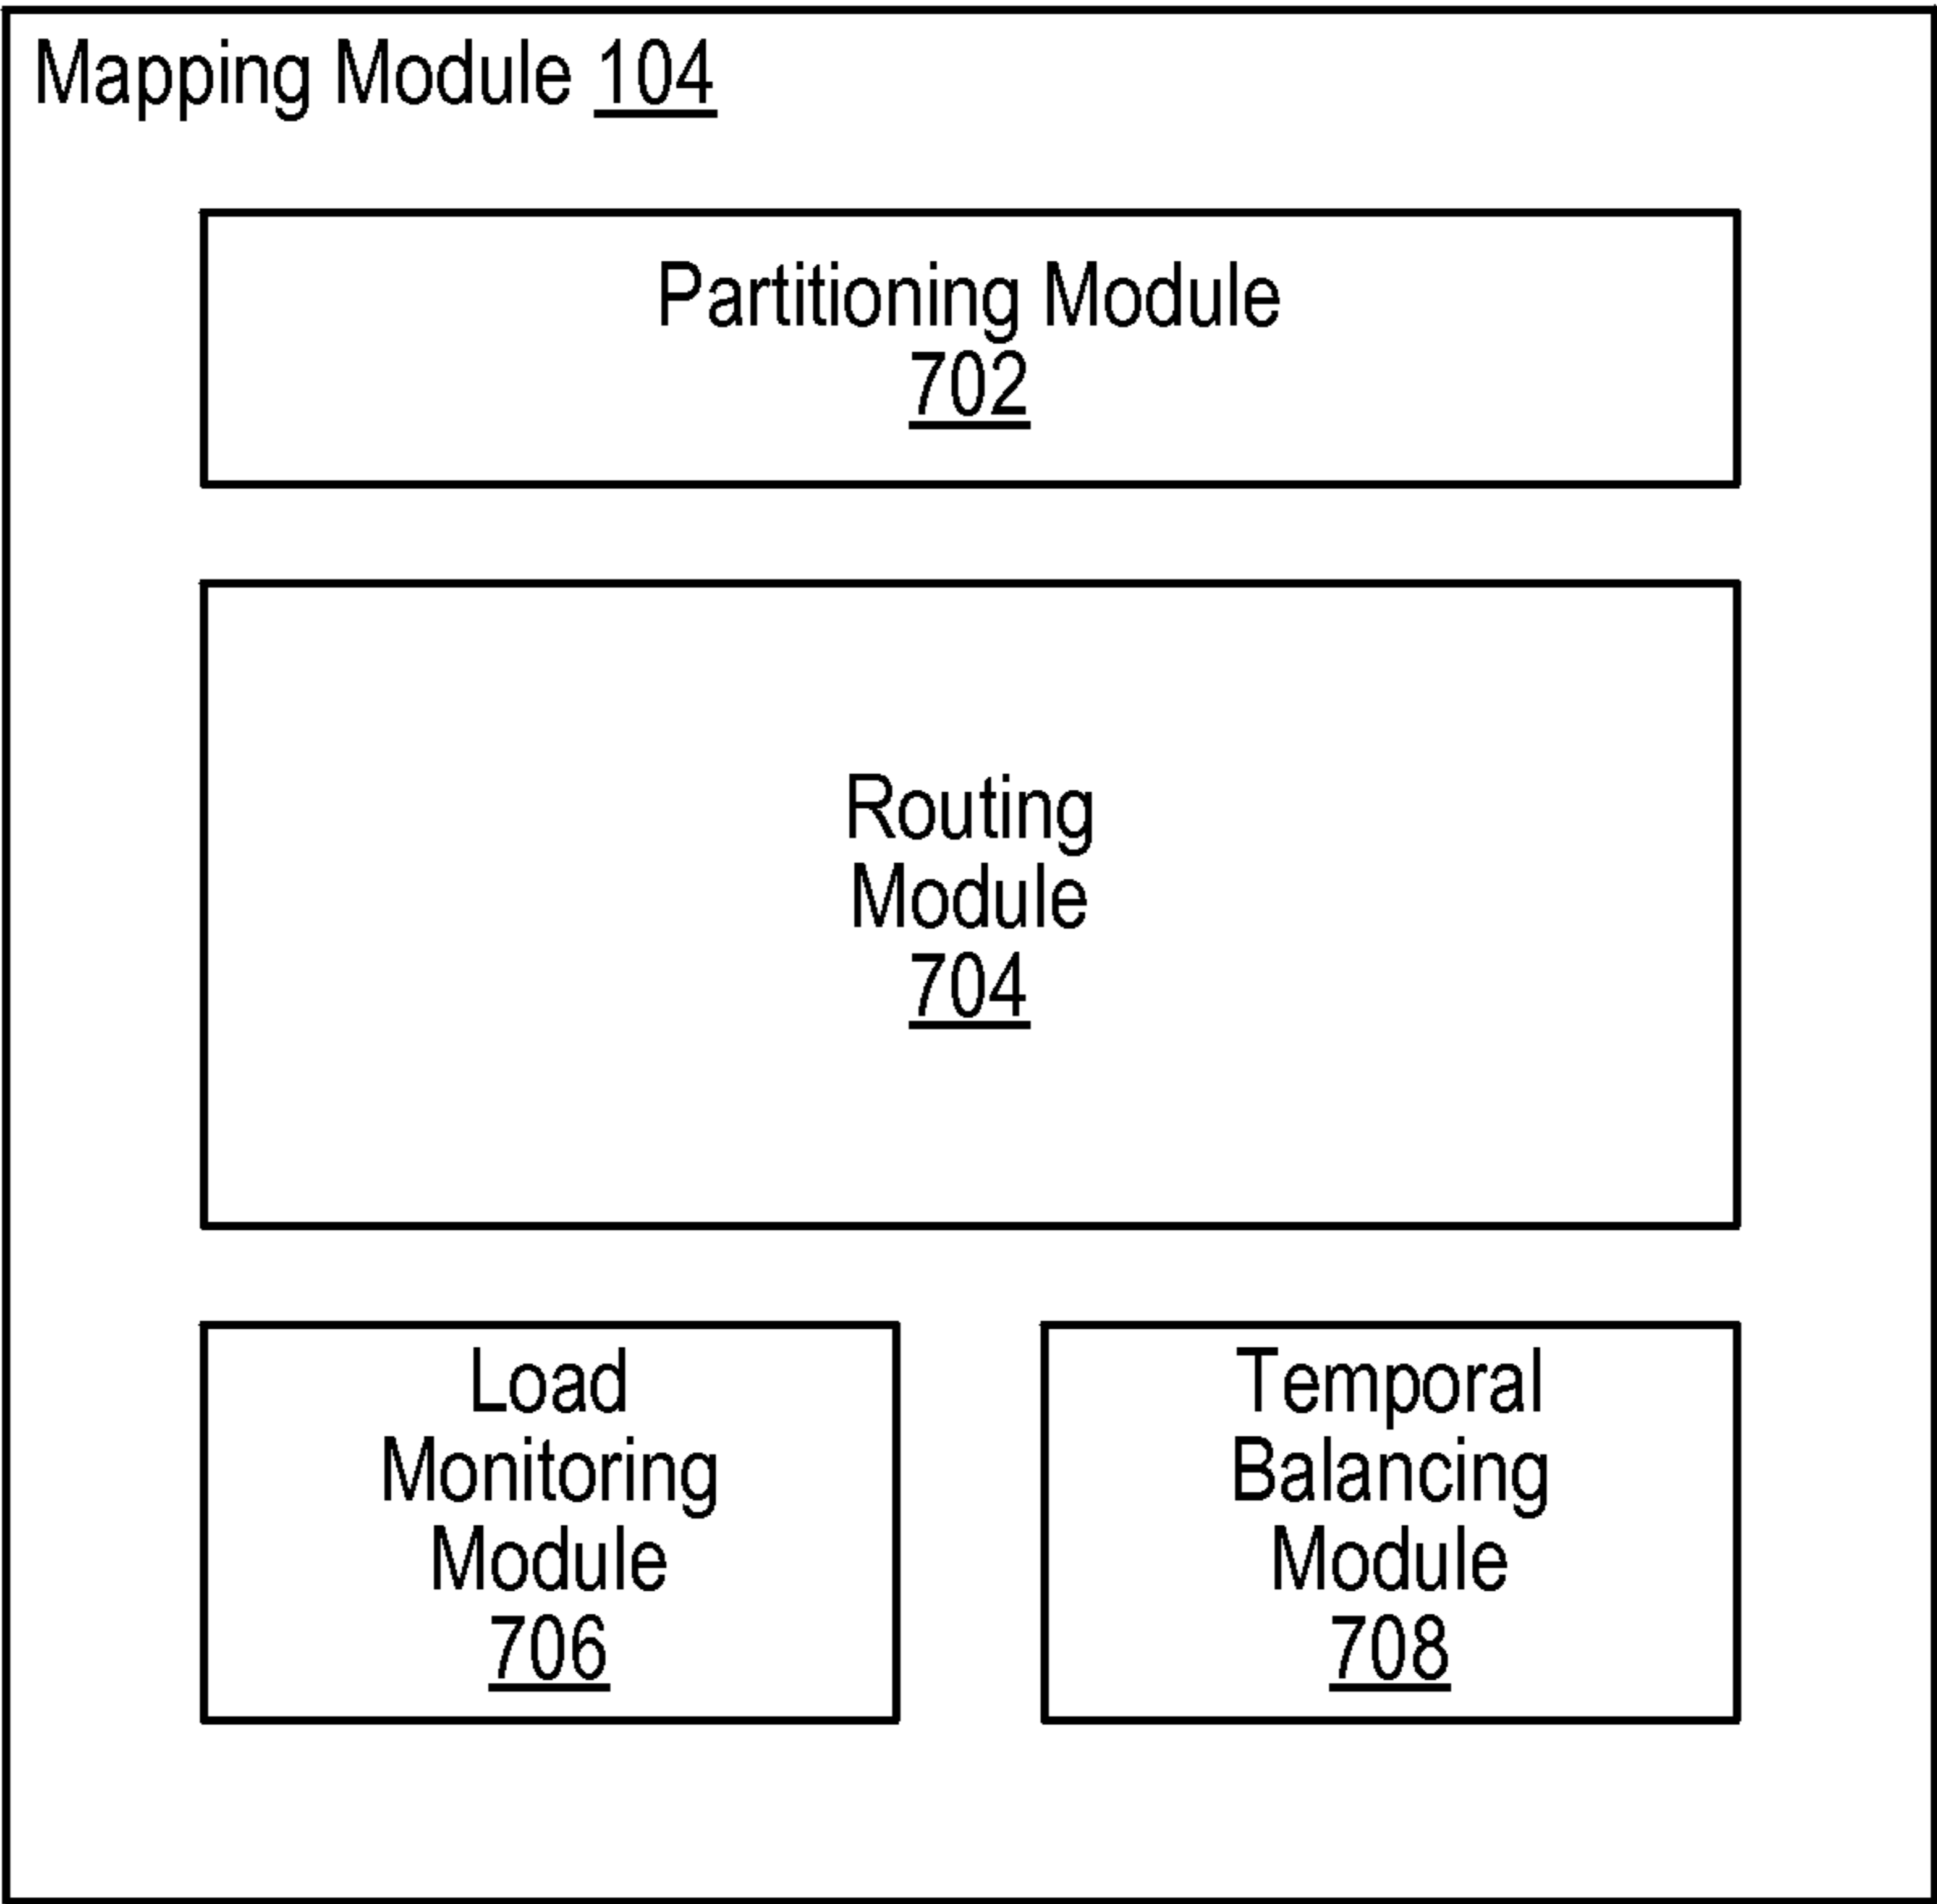 Mapping Module 104
Partitioning Module
702
Routing
Module
704
Load
Monitoring
Module
706
Temporal
Balancing
Module
708